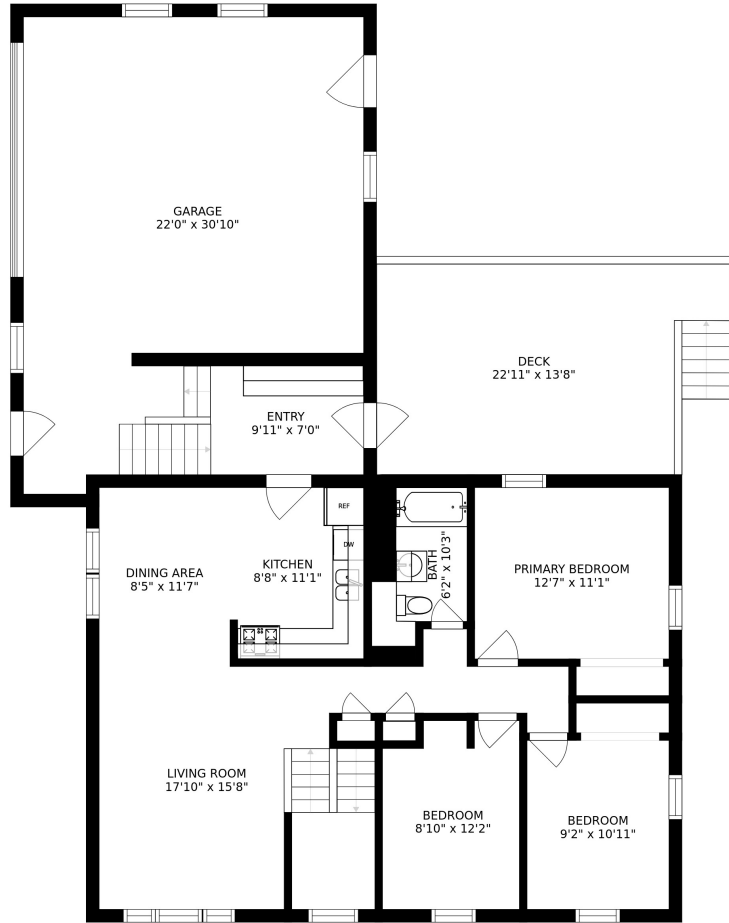 GARAGE
22'0" x 30'10"
DECK
22'11" x 13'8"
ENTRY
9'11" x 7'0"
REF
DW
KITCHEN
8'8" x 11'1"
DINING AREA
8'5" x 11'7"
BATH
6'2" x 10'3"
PRIMARY BEDROOM
12'7" x 11'1"
LIVING ROOM
17'10" x 15'8"
BEDROOM
8'10" x 12'2"
BEDROOM
9'2" x 10'11"